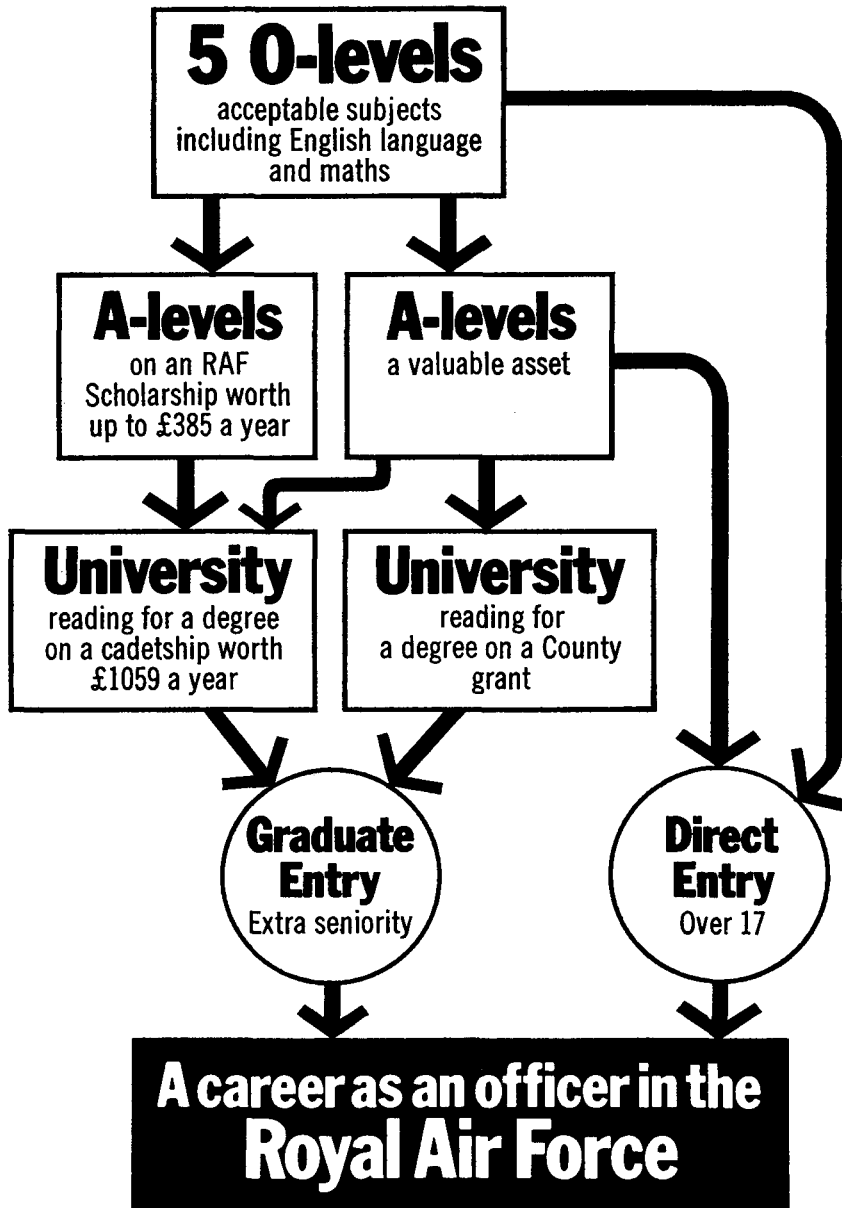 5 O-levels
acceptable subjects
including English language
and maths
A-levels
on an RAF
Scholarship worth
up to £385 a year
A-levels
a valuable asset
University
reading for a degree
on a cadetship worth
£1059 a year
University
reading for
a degree on a County
grant
Graduate
Entry
Extra seniority
Direct
Entry
Over 17
A career as an officer in the
Royal Air Force